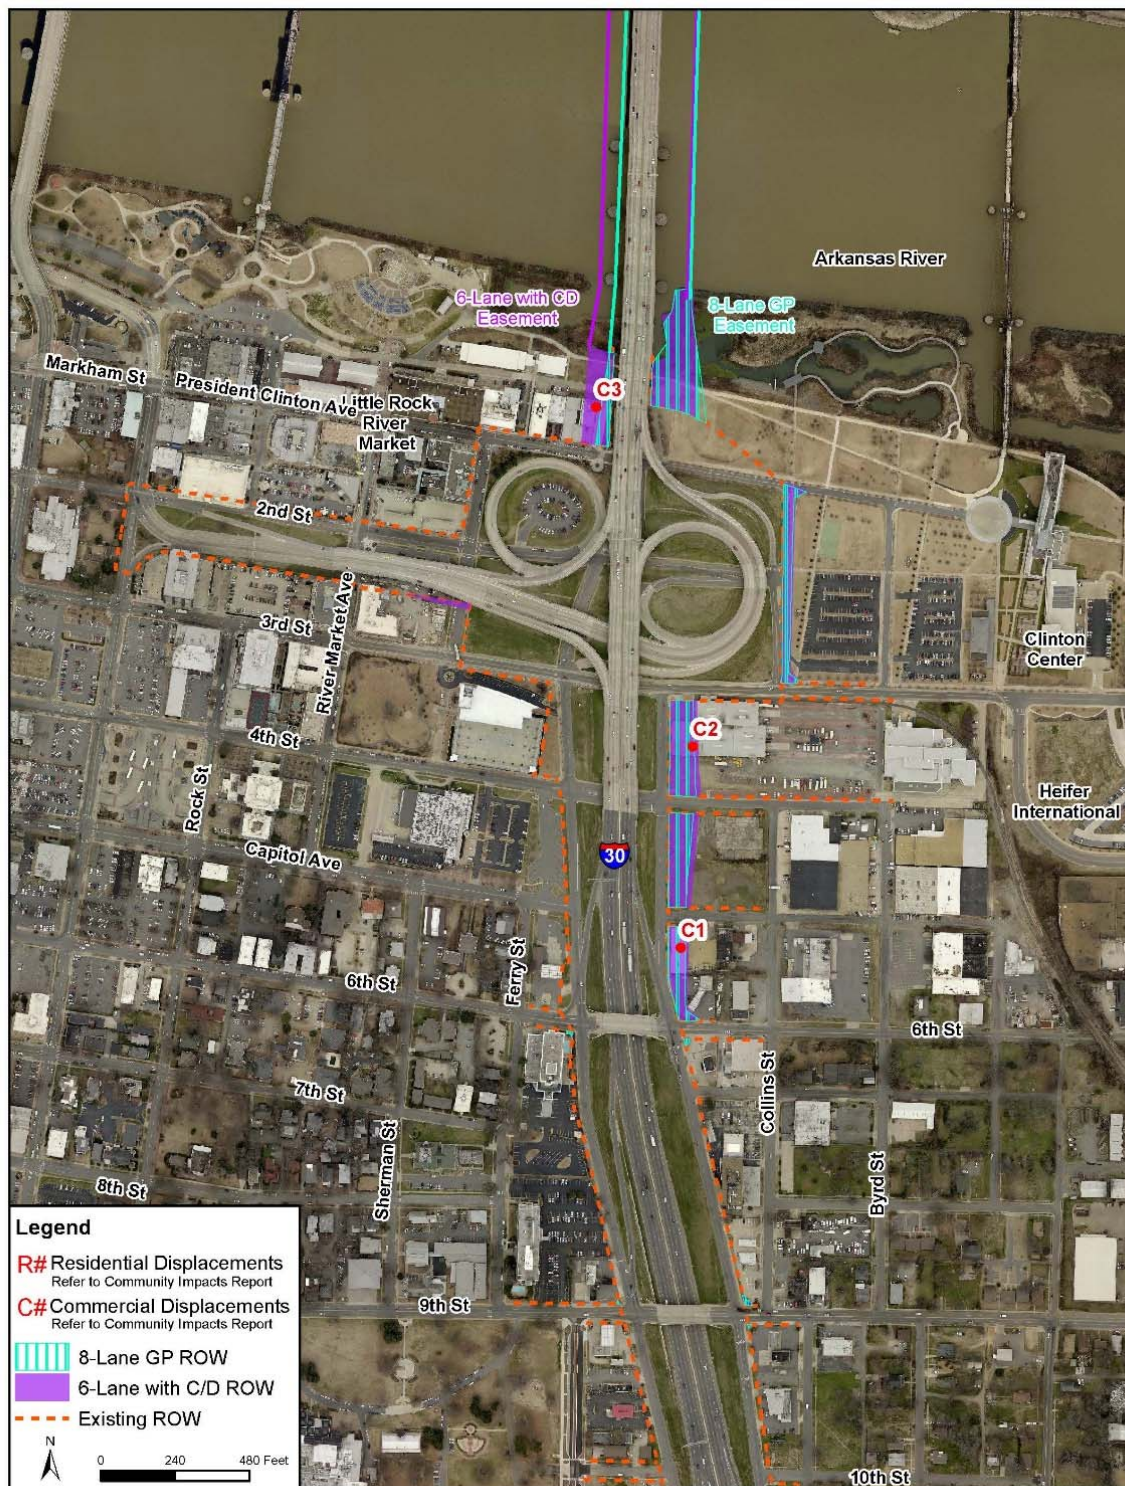 Arkansas River
6-Lane with CD
Easement
8-Lane GP
Easement
Markham St
President Clinton Ave
C3
Little Rock
River
Market
2nd St
3rd St
River Market Ave
Clinton
Center
C2
4th St
Rock St
Heifer
International
Capitol Ave
30
C1
Ferry St
6th St
6th St
7th St
Collins St
Sherman St
Byrd St
8th St
9th St
10th St
Legend
R# Residential Displacements
Refer to Community Impacts Report
C# Commercial Displacements
Refer to Community Impacts Report
8-Lane GP ROW
6-Lane with C/D ROW
Existing ROW
N
0 240 480 Feet